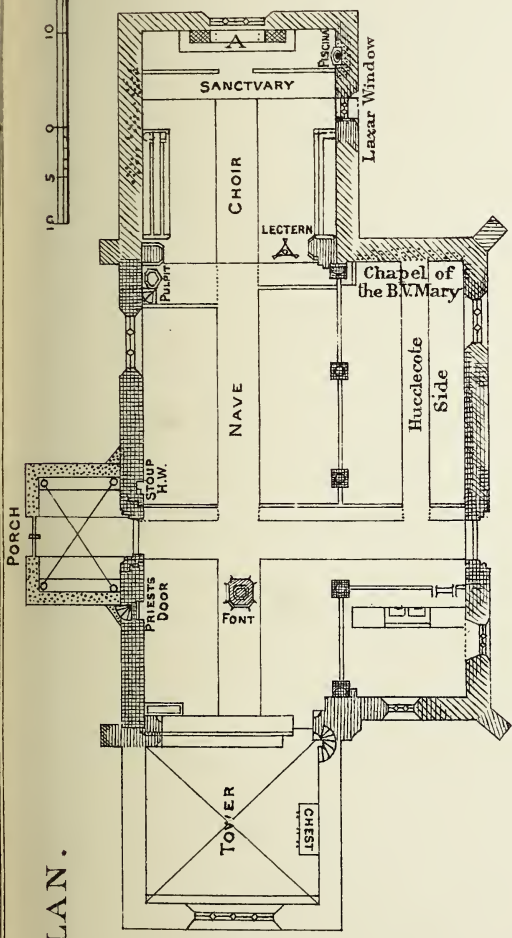 10
0
5
10
A
PISCINA
SANCTVARY
Laxar Window
CHOIR
LECTERN
PULPIT
Chapel of
the B.V.Mary
NAVE
Hucclecote
Side
STOUP
H.W.
PORCH
PRIESTS
DOOR
FONT
TOWER
CHEST
LAN.